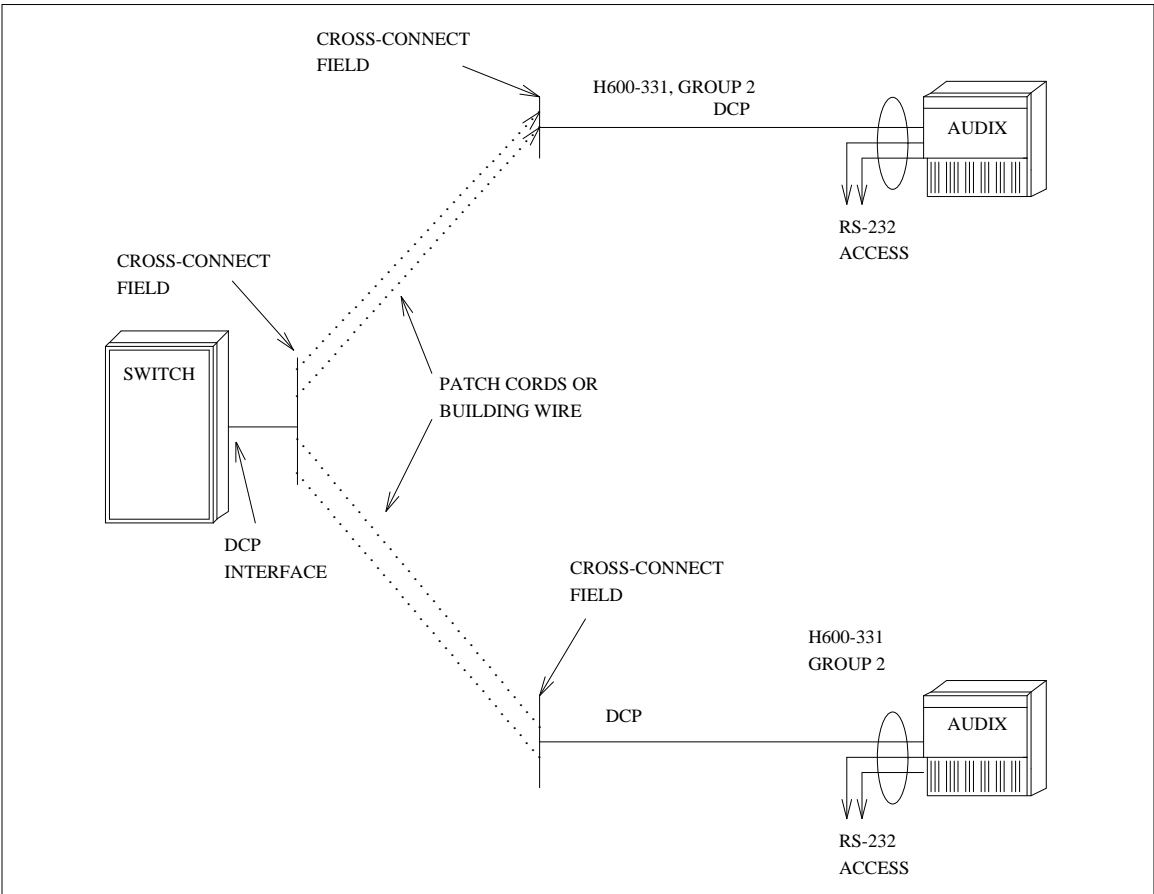 CROSS-CONNECT
FIELD
H600-331, GROUP 2
DCP
AUDIX
RS-232
ACCESS
CROSS-CONNECT
FIELD
SWITCH
PATCH CORDS OR
BUILDING WIRE
DCP
INTERFACE
CROSS-CONNECT
FIELD
H600-331
GROUP 2
DCP
AUDIX
RS-232
ACCESS